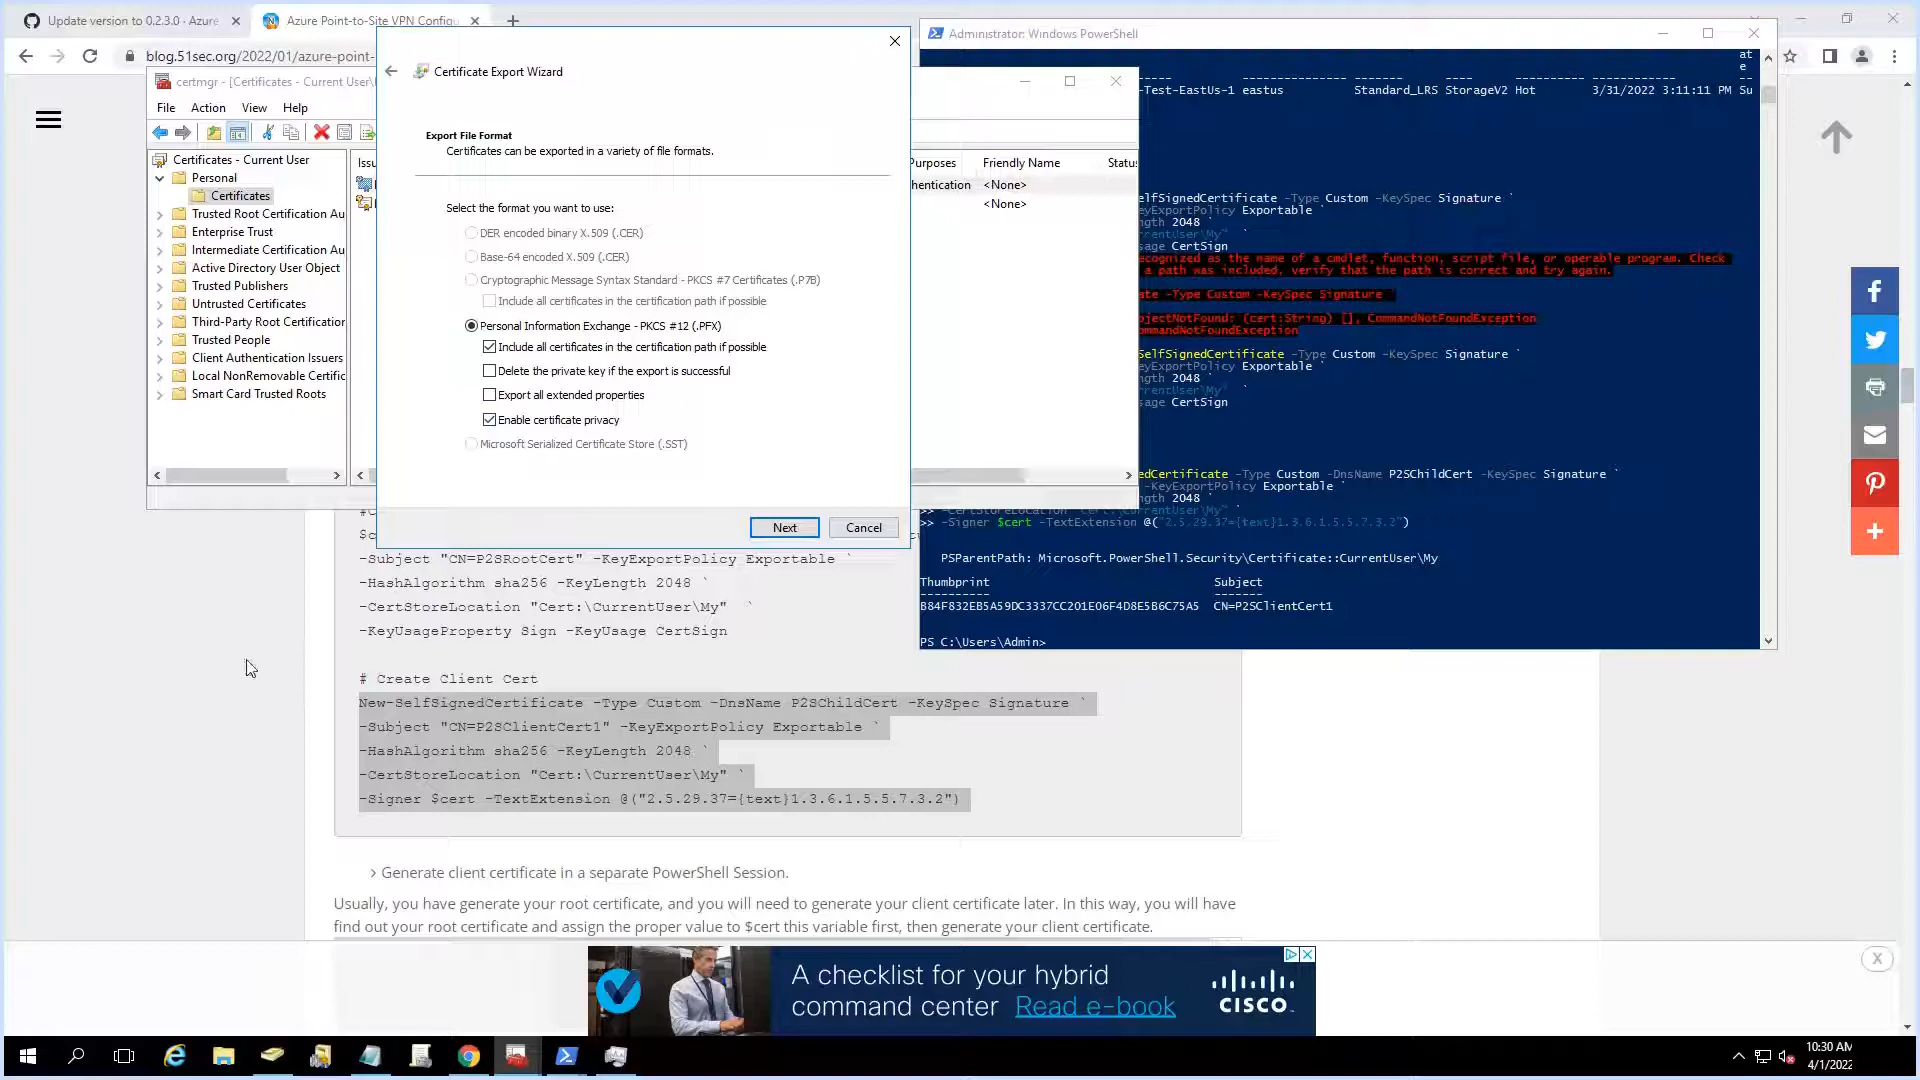 Update version to 0.2.3.0 · Azure
Azure Point-to-Site VPN Configu
blog.51sec.org/2022/01/azure-point-
certmgr - [Certificates - Current User\
File Action View Help
Certificates - Current User
Personal
Certificates
Trusted Root Certification Au
Enterprise Trust
Intermediate Certification Au
Active Directory User Object
Trusted Publishers
Untrusted Certificates
Third-Party Root Certification
Trusted People
Client Authentication Issuers
Local NonRemovable Certific
Smart Card Trusted Roots
Issu
Purposes Friendly Name Status
hentication <None>
<None>
Certificate Export Wizard
Export File Format
Certificates can be exported in a variety of file formats.
Select the format you want to use:
DER encoded binary X.509 (.CER)
Base-64 encoded X.509 (.CER)
Cryptographic Message Syntax Standard - PKCS #7 Certificates (.P7B)
Include all certificates in the certification path if possible
Personal Information Exchange - PKCS #12 (.PFX)
Include all certificates in the certification path if possible
Delete the private key if the export is successful
Export all extended properties
Enable certificate privacy
Microsoft Serialized Certificate Store (.SST)
Next
Cancel
Administrator: Windows PowerShell
at
e
-Test-EastUs-1 eastus Standard_LRS StorageV2 Hot 3/31/2022 3:11:11 PM Su
elfSignedCertificate -Type Custom -KeySpec Signature `
eyExportPolicy Exportable `
ngth 2048 `
rrentUser\My" `
sage CertSign
ecognized as the name of a cmdlet, function, script file, or operable program. Check
a path was included, verify that the path is correct and try again.
ate -Type Custom -KeySpec Signature `
bjectNotFound: (cert:String) [], CommandNotFoundException
ommandNotFoundException
SelfSignedCertificate -Type Custom -KeySpec Signature `
eyExportPolicy Exportable `
ngth 2048 `
rrentUser\My" `
sage CertSign
edCertificate -Type Custom -DnsName P2SChildCert -KeySpec Signature `
-KeyExportPolicy Exportable `
2048 `
>> -CertStoreLocation "Cert:\CurrentUser\My" `
>> -Signer $cert -TextExtension @("2.5.29.37={text}1.3.6.1.5.5.7.3.2")
PSParentPath: Microsoft.PowerShell.Security\Certificate::CurrentUser\My
Thumbprint Subject
B84F832EB5A59DC3337CC201E06F4D8E5B6C75A5 CN=P2SClientCert1
PS C:\Users\Admin>
-Subject "CN=P2SRootCert" -KeyExportPolicy Exportable `
-HashAlgorithm sha256 -KeyLength 2048 `
-CertStoreLocation "Cert:\CurrentUser\My" `
-KeyUsageProperty Sign -KeyUsage CertSign
# Create Client Cert
New-SelfSignedCertificate -Type Custom -DnsName P2SChildCert -KeySpec Signature `
-Subject "CN=P2SClientCert1" -KeyExportPolicy Exportable `
-HashAlgorithm sha256 -KeyLength 2048 `
-CertStoreLocation "Cert:\CurrentUser\My" `
-Signer $cert -TextExtension @("2.5.29.37={text}1.3.6.1.5.5.7.3.2")
> Generate client certificate in a separate PowerShell Session.
Usually, you have generate your root certificate, and you will need to generate your client certificate later. In this way, you will have
find out your root certificate and assign the proper value to $cert this variable first, then generate your client certificate.
A checklist for your hybrid
command center Read e-book
CISCO
X
10:30 AM
4/1/2022